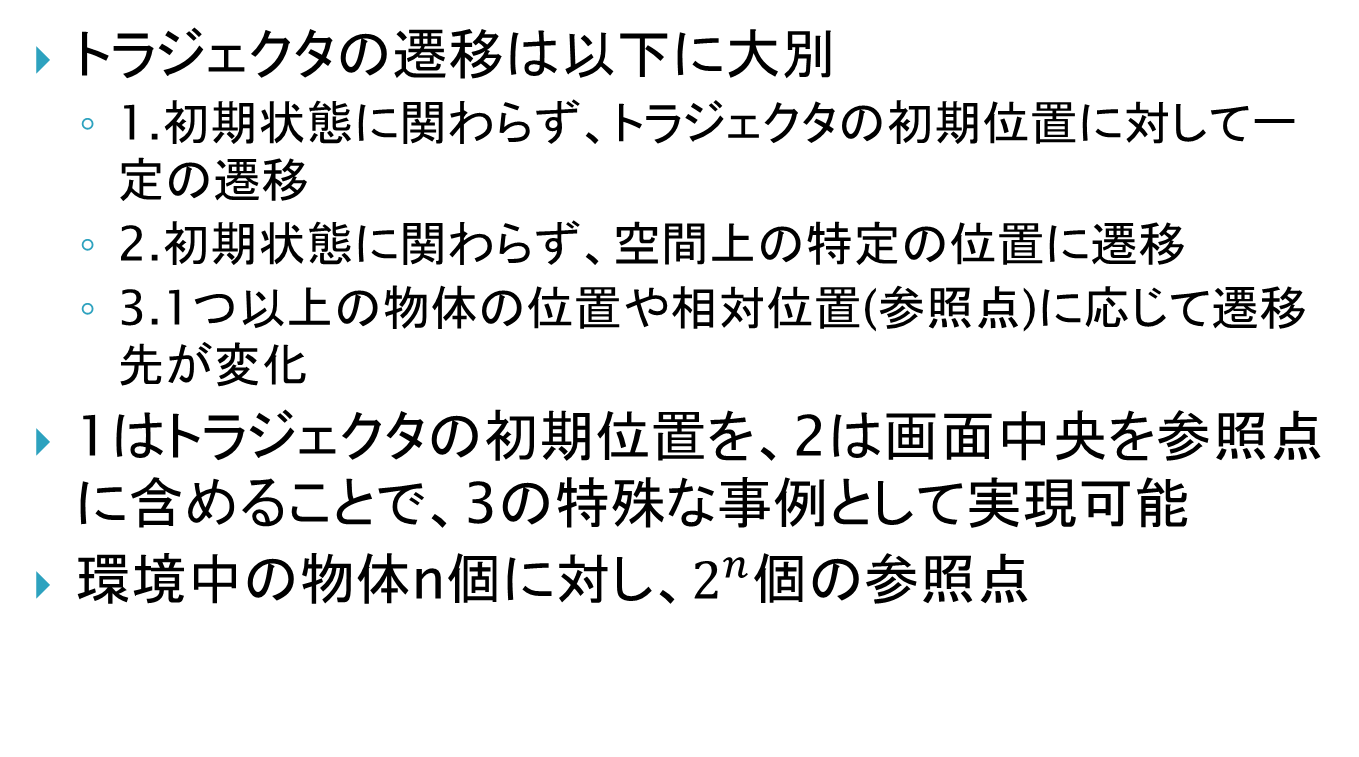 トラジェクタの遷移は以下に大別
1.初期状態に関わらず、トラジェクタの初期位置に対して一
定の遷移
2.初期状態に関わらず、空間上の特定の位置に遷移
3.1つ以上の物体の位置や相対位置(参照点)に応じて遷移
先が変化
1はトラジェクタの初期位置を、2は画面中央を参照点
に含めることで、3の特殊な事例として実現可能
環境中の物体n個に対し、2ⁿ個の参照点